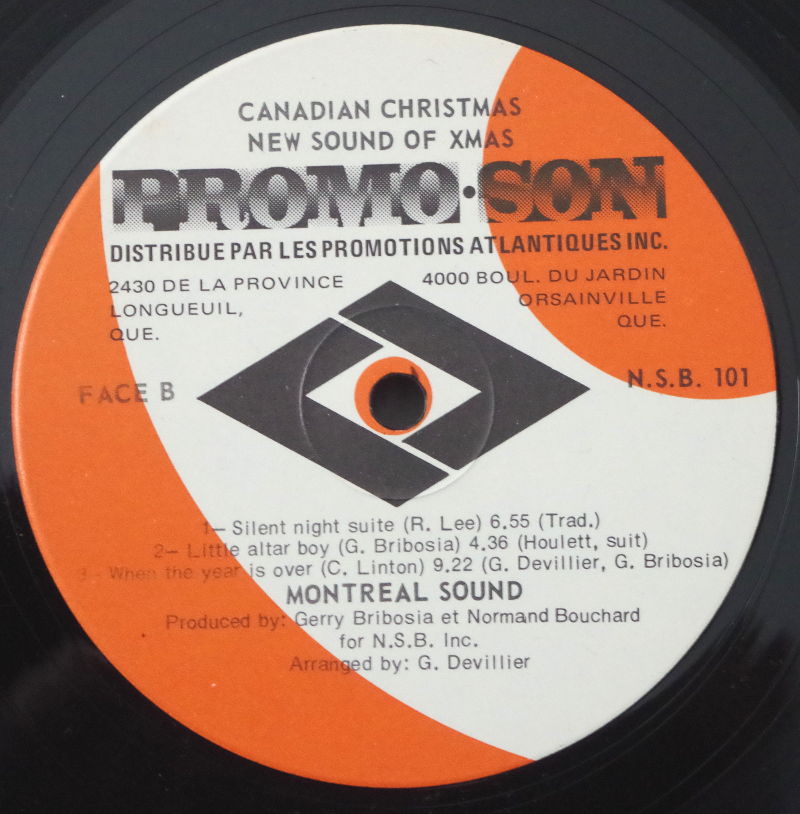 CANADIAN CHRISTMAS
NEW SOUND OF XMAS
PROMO·SON
DISTRIBUE PAR LES PROMOTIONS ATLANTIQUES INC.
2430 DE LA PROVINCE
LONGUEUIL,
QUE.
4000 BOUL. DU JARDIN
ORSAINVILLE
QUE.
FACE B
N.S.B. 101
1– Silent night suite (R. Lee) 6.55 (Trad.)
2– Little altar boy (G. Bribosia) 4.36 (Houlett, suit)
3– When the year is over (C. Linton) 9.22 (G. Devillier, G. Bribosia)
MONTREAL SOUND
Produced by: Gerry Bribosia et Normand Bouchard
for N.S.B. Inc.
Arranged by: G. Devillier